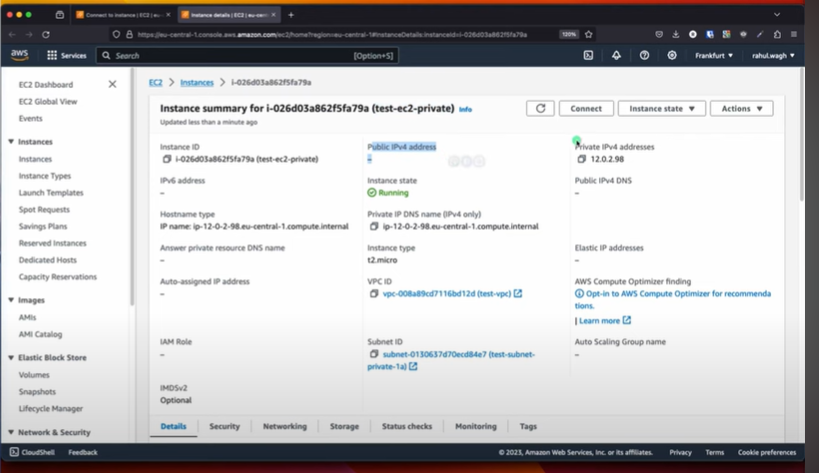 Connect to instance | EC2 | eu-
Instance details | EC2 | eu-cent
https://eu-central-1.console.aws.amazon.com/ec2/home?region=eu-central-1#InstanceDetails:instanceId=i-026d03a862f5fa79a
120%
aws
Services
Search
[Option+S]
Frankfurt
rahul.wagh
EC2 Dashboard
EC2 Global View
Events
Instances
Instances
Instance Types
Launch Templates
Spot Requests
Savings Plans
Reserved Instances
Dedicated Hosts
Capacity Reservations
Images
AMIs
AMI Catalog
Elastic Block Store
Volumes
Snapshots
Lifecycle Manager
Network & Security
EC2 > Instances > i-026d03a862f5fa79a
Instance summary for i-026d03a862f5fa79a (test-ec2-private) Info
Updated less than a minute ago
Connect
Instance state
Actions
Instance ID
i-026d03a862f5fa79a (test-ec2-private)
Public IPv4 address
–
Private IPv4 addresses
12.0.2.98
IPv6 address
–
Instance state
Running
Public IPv4 DNS
–
Hostname type
IP name: ip-12-0-2-98.eu-central-1.compute.internal
Private IP DNS name (IPv4 only)
ip-12-0-2-98.eu-central-1.compute.internal
Answer private resource DNS name
–
Instance type
t2.micro
Elastic IP addresses
–
Auto-assigned IP address
–
VPC ID
vpc-008a89cd7116bd12d (test-vpc)
AWS Compute Optimizer finding
Opt-in to AWS Compute Optimizer for recommenda
tions.
| Learn more
IAM Role
–
Subnet ID
subnet-0130637d70ecd84e7 (test-subnet-
private-1a)
Auto Scaling Group name
–
IMDSv2
Optional
Details
Security
Networking
Storage
Status checks
Monitoring
Tags
CloudShell
Feedback
© 2023, Amazon Web Services, Inc. or its affiliates.
Privacy
Terms
Cookie preferences